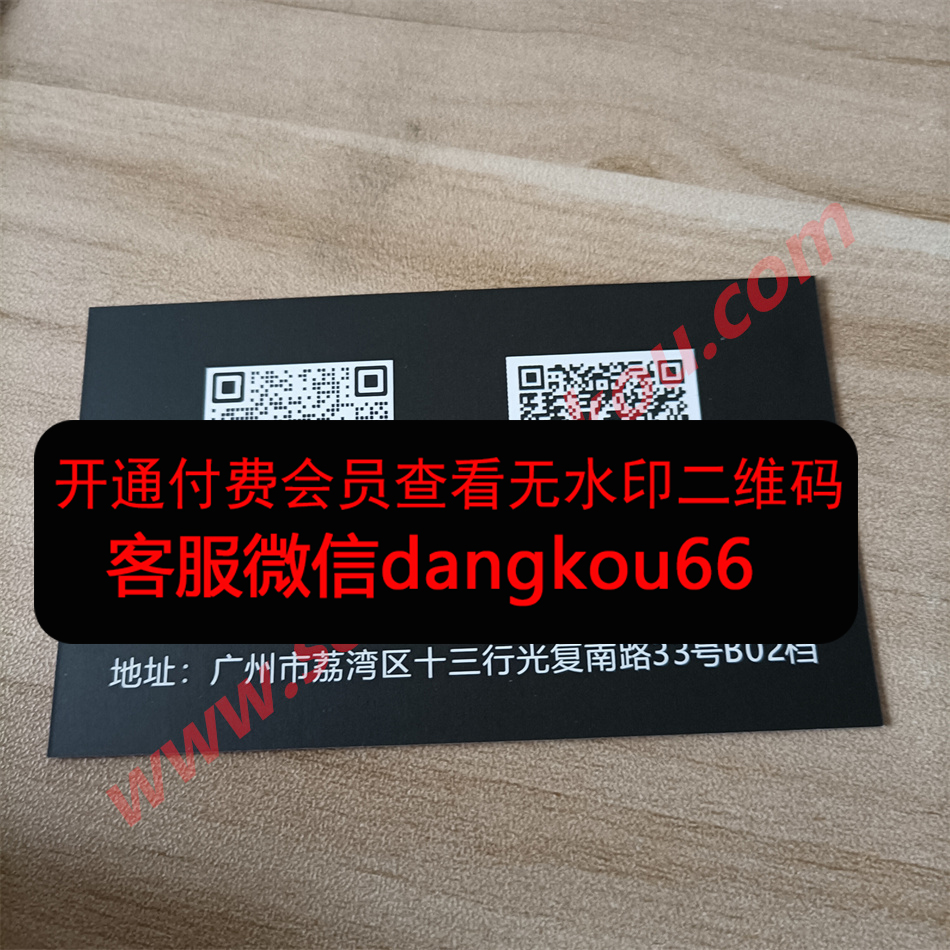 开通付费会员查看无水印二维码
客服微信dangkou66
地址：广州市荔湾区十三行光复南路33号B02档